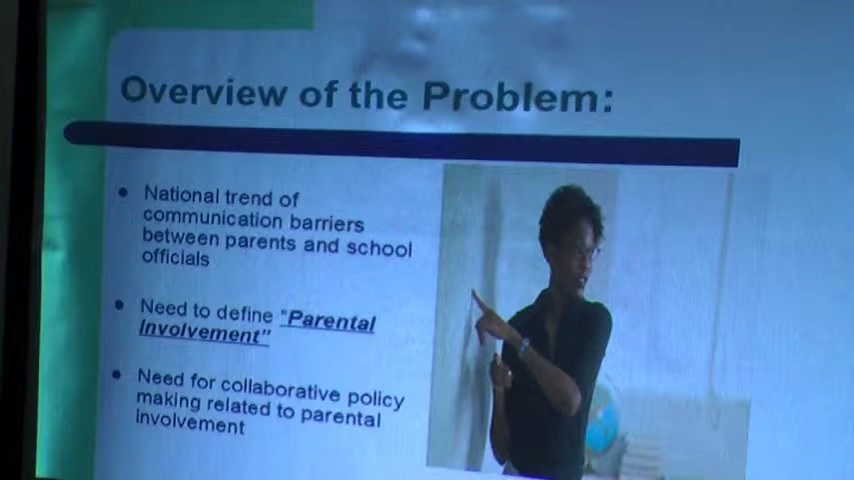 Overview of the Problem:
National trend of
communication barriers
between parents and school
officials
Need to define "Parental
Involvement"
Need for collaborative policy
making related to parental
involvement